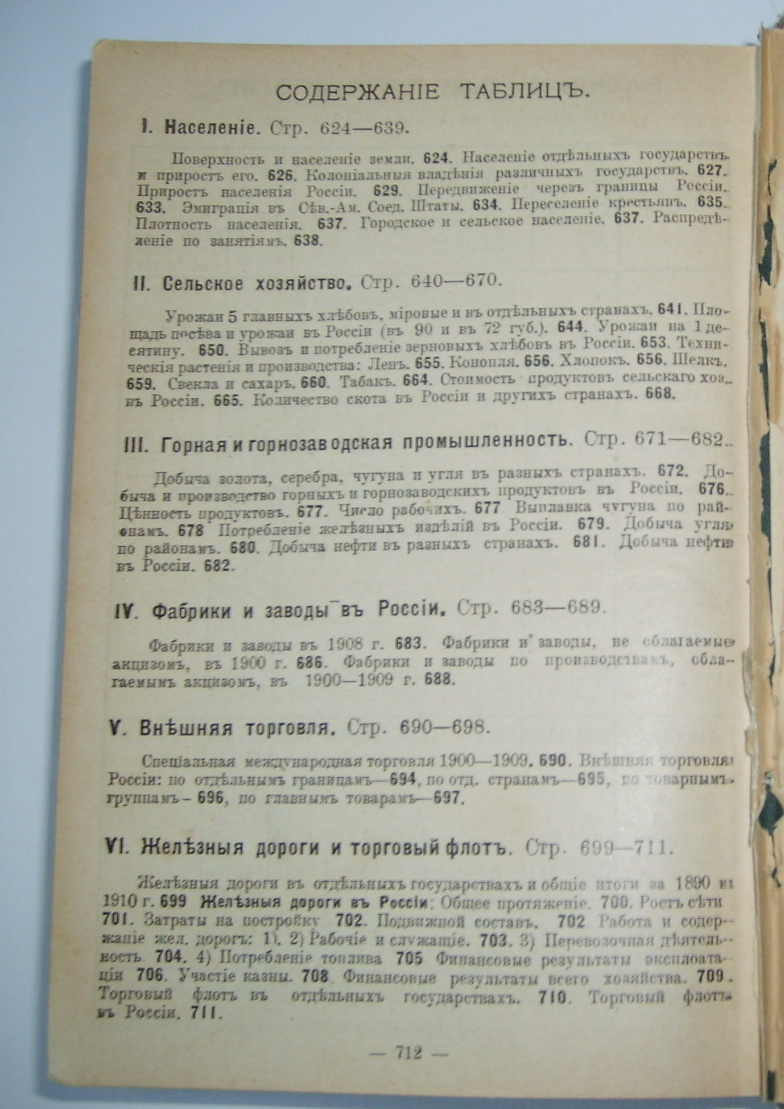 СОДЕРЖАНІЕ ТАБЛИЦЪ.
I. Населеніе. Стр. 624—639.
Поверхность и населеніе земли. 624. Населеніе отдѣльныхъ государствъ
и приростъ его. 626. Колоніальныя владѣнія различныхъ государствъ. 627.
Приростъ населенія Россіи. 629. Передвиженіе черезъ границы Россіи.
633. Эмиграція въ Сѣв.-Ам. Соед. Штаты. 634. Переселеніе крестьянъ. 635.
Плотность населенія. 637. Городское и сельское населеніе. 637. Распредѣ-
леніе по занятіямъ. 638.
II. Сельское хозяйство. Стр. 640—670.
Урожаи 5 главныхъ хлѣбовъ, міровые и въ отдѣльныхъ странахъ. 641. Пло-
щадь посѣва и урожаи въ Россіи (въ 90 и въ 72 губ.). 644. Урожаи на 1 де-
сятину. 650. Вывозъ и потребленіе зерновыхъ хлѣбовъ въ Россіи. 653. Техни-
ческія растенія и производства: Ленъ. 655. Конопля. 656. Хлопокъ. 656. Шелкъ.
659. Свекла и сахаръ. 660. Табакъ. 664. Стоимость продуктовъ сельскаго хоз.
въ Россіи. 665. Количество скота въ Россіи и другихъ странахъ. 668.
III. Горная и горнозаводская промышленность. Стр. 671—682.
Добыча золота, серебра, чугуна и угля въ разныхъ странахъ. 672. До-
быча и производство горныхъ и горнозаводскихъ продуктовъ въ Россіи. 676.
Цѣнность продуктовъ. 677. Число рабочихъ. 677 Выплавка чугуна по рай-
онамъ. 678 Потребленіе желѣзныхъ издѣлій въ Россіи. 679. Добыча угля
по районамъ. 680. Добыча нефти въ разныхъ странахъ. 681. Добыча нефти
въ Россіи. 682.
IV. Фабрики и заводы въ Россіи. Стр. 683—689.
Фабрики и заводы въ 1908 г. 683. Фабрики и заводы, не облагаемые
акцизомъ, въ 1900 г. 686. Фабрики и заводы по производствамъ, обла-
гаемымъ акцизомъ, въ 1900—1909 г. 688.
V. Внѣшняя торговля. Стр. 690—698.
Спеціальная международная торговля 1900—1909. 690. Внѣшняя торговля
Россіи: по отдѣльнымъ границамъ—694, по отд. странамъ—695, по товарнымъ
группамъ- 696, по главнымъ товарамъ—697.
VI. Желѣзныя дороги и торговый флотъ. Стр. 699—711.
Желѣзныя дороги въ отдѣльныхъ государствахъ и общіе итоги за 1890 и
1910 г. 699 Желѣзныя дороги въ Россіи: Общее протяженіе. 700. Ростъ сѣти
701. Затраты на постройку 702. Подвижной составъ. 702 Работа и содер-
жаніе жел. дорогъ: 1). 2) Рабочіе и служащіе. 703. 3) Перевозочная дѣятель-
ность 704. 4) Потребленіе топлива 705 Финансовые результаты эксплоата-
ціи 706. Участіе казны. 708 Финансовые результаты всего хозяйства. 709.
Торговый флотъ въ отдѣльныхъ государствахъ. 710. Торговый флотъ
въ Россіи. 711.
— 712 —